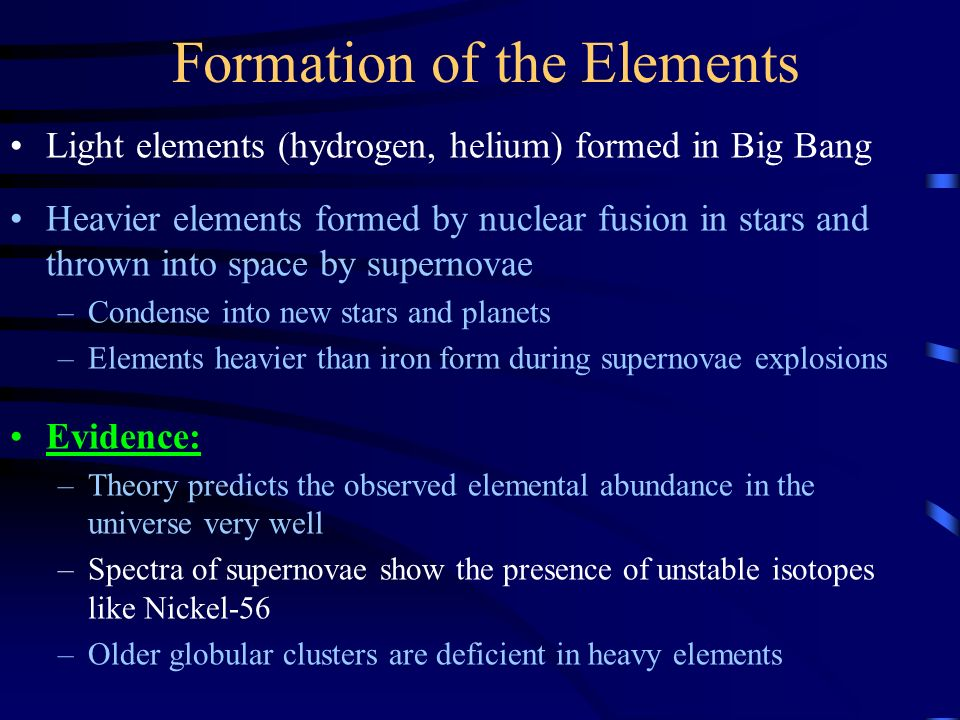 Formation of the Elements
• Light elements (hydrogen, helium) formed in Big Bang
• Heavier elements formed by nuclear fusion in stars and
thrown into space by supernovae
–Condense into new stars and planets
–Elements heavier than iron form during supernovae explosions
• Evidence:
–Theory predicts the observed elemental abundance in the
universe very well
–Spectra of supernovae show the presence of unstable isotopes
like Nickel-56
–Older globular clusters are deficient in heavy elements